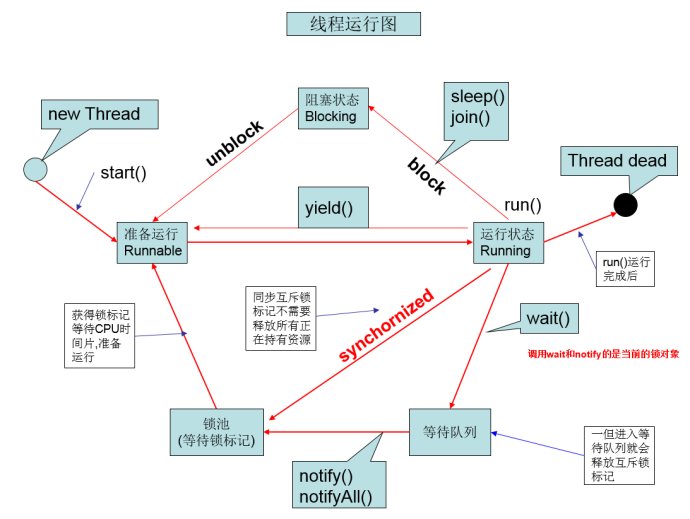 线程运行图
new Thread
start()
阻塞状态
Blocking
sleep()
join()
unblock
block
yield()
run()
Thread dead
准备运行
Runnable
运行状态
Running
run()运行
完成后
获得锁标记
等待CPU时
间片,准备
运行
同步互斥锁
标记不需要
释放所有正
在持有资源
synchornized
wait()
调用wait和notify的是当前的锁对象
锁池
(等待锁标记)
等待队列
notify()
notifyAll()
一但进入等
待队列就会
释放互斥锁
标记